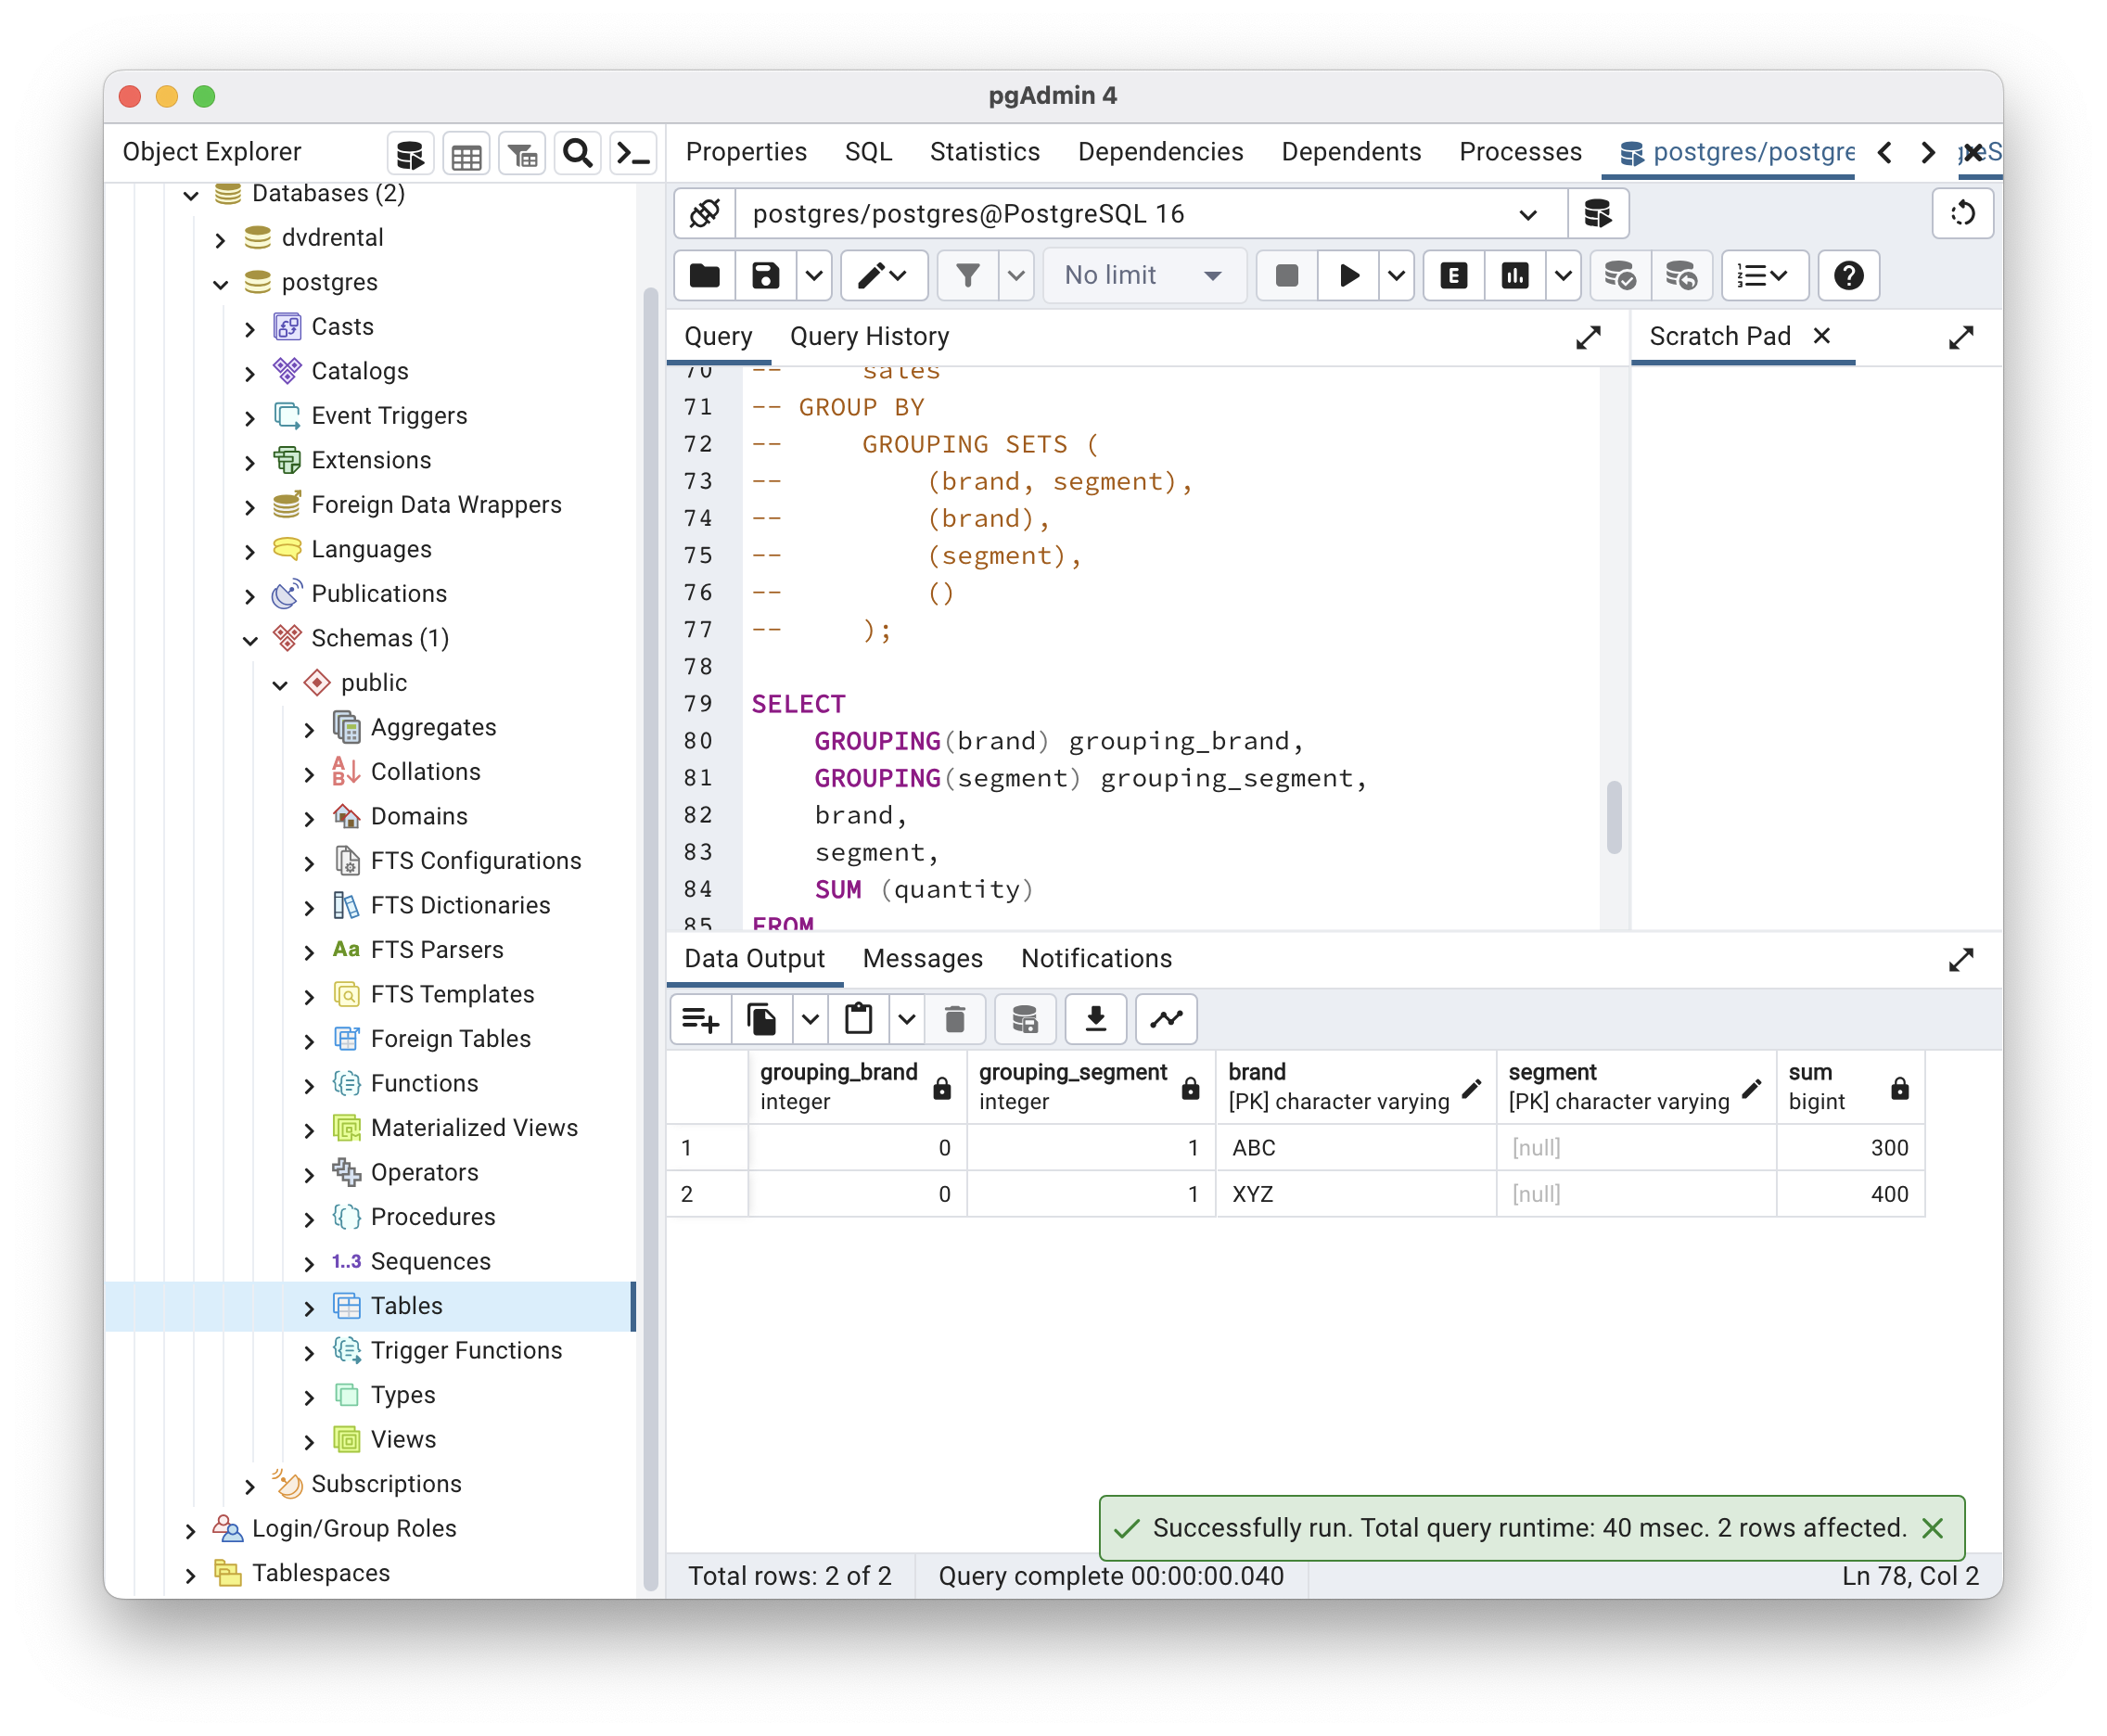 pgAdmin 4
Object Explorer
Properties SQL Statistics Dependencies Dependents Processes postgres/postgre
Databases (2)
dvdrental
postgres
Casts
Catalogs
Event Triggers
Extensions
Foreign Data Wrappers
Languages
Publications
Schemas (1)
public
Aggregates
Collations
Domains
FTS Configurations
FTS Dictionaries
Aa FTS Parsers
FTS Templates
Foreign Tables
Functions
Materialized Views
Operators
Procedures
1..3 Sequences
Tables
Trigger Functions
Types
Views
Subscriptions
Login/Group Roles
Tablespaces
postgres/postgres@PostgreSQL 16
No limit
E
Query Query History
Scratch Pad
70 -- sales
71 -- GROUP BY
72 -- GROUPING SETS (
73 -- (brand, segment),
74 -- (brand),
75 -- (segment),
76 -- ()
77 -- );
78
79 SELECT
80 GROUPING(brand) grouping_brand,
81 GROUPING(segment) grouping_segment,
82 brand,
83 segment,
84 SUM (quantity)
85 FROM
Data Output Messages Notifications
grouping_brand grouping_segment brand segment sum
integer integer [PK] character varying [PK] character varying bigint
1 0 1 ABC [null] 300
2 0 1 XYZ [null] 400
Successfully run. Total query runtime: 40 msec. 2 rows affected.
Total rows: 2 of 2 Query complete 00:00:00.040 Ln 78, Col 2